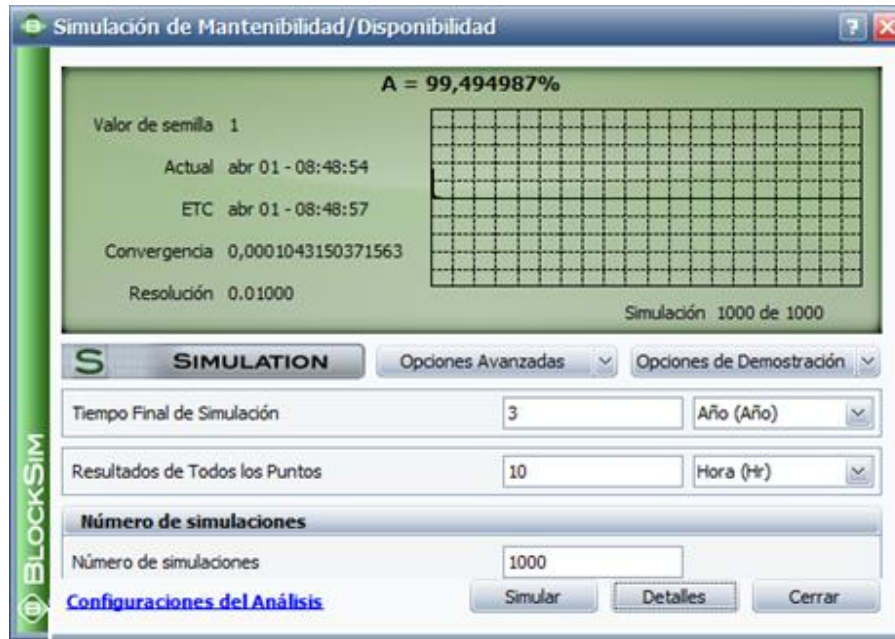 Simulación de Mantenibilidad/Disponibilidad
A = 99,494987%
Valor de semilla 1
Actual abr 01 - 08:48:54
ETC abr 01 - 08:48:57
Convergencia 0,0001043150371563
Resolución 0.01000
Simulación 1000 de 1000
S SIMULATION
Opciones Avanzadas
Opciones de Demostración
Tiempo Final de Simulación 3 Año (Año)
Resultados de Todos los Puntos 10 Hora (Hr)
Número de simulaciones
Número de simulaciones 1000
Configuraciones del Análisis
Simular
Detalles
Cerrar
BLOCKSIM